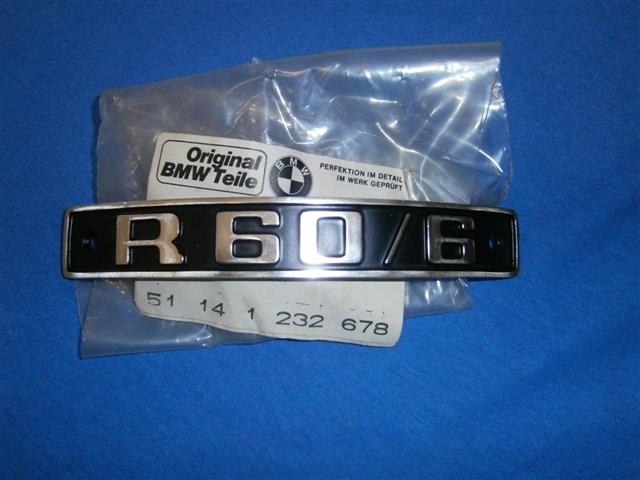 Original
BMW Teile
BMW
PERFEKTION IM DETAIL
IM WERK GEPRÜFT
R 60/6
51 14 1 232 678